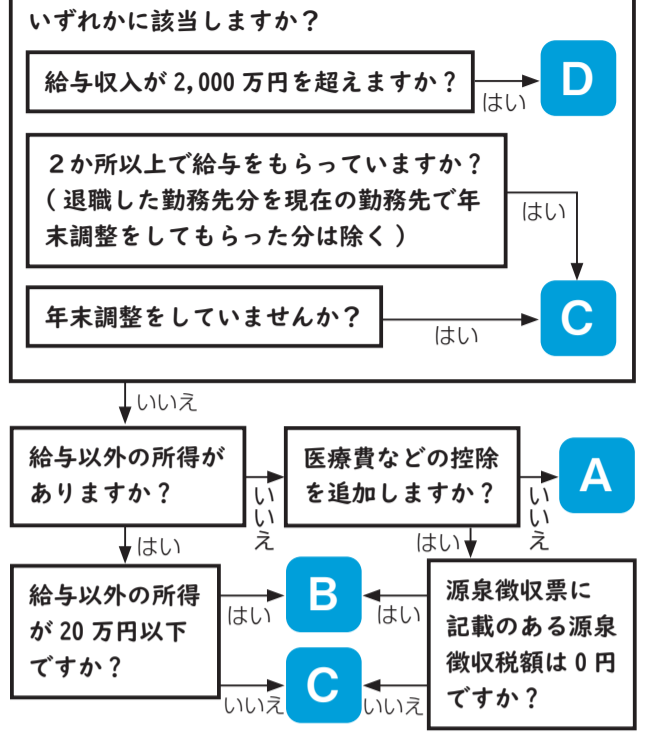 いずれかに該当しますか?
給与収入が 2,000 万円を超えますか?
はい
D
2か所以上で給与をもらっていますか?
( 退職した勤務先分を現在の勤務先で年
末調整をしてもらった分は除く )
はい
年末調整をしていませんか?
はい
C
いいえ
給与以外の所得が
ありますか?
いいえ
医療費などの控除
を追加しますか?
いいえ
A
はい
はい
給与以外の所得
が 20 万円以下
ですか?
はい
B
はい
源泉徴収票に
記載のある源泉
徴収税額は 0 円
ですか?
いいえ
C
いいえ